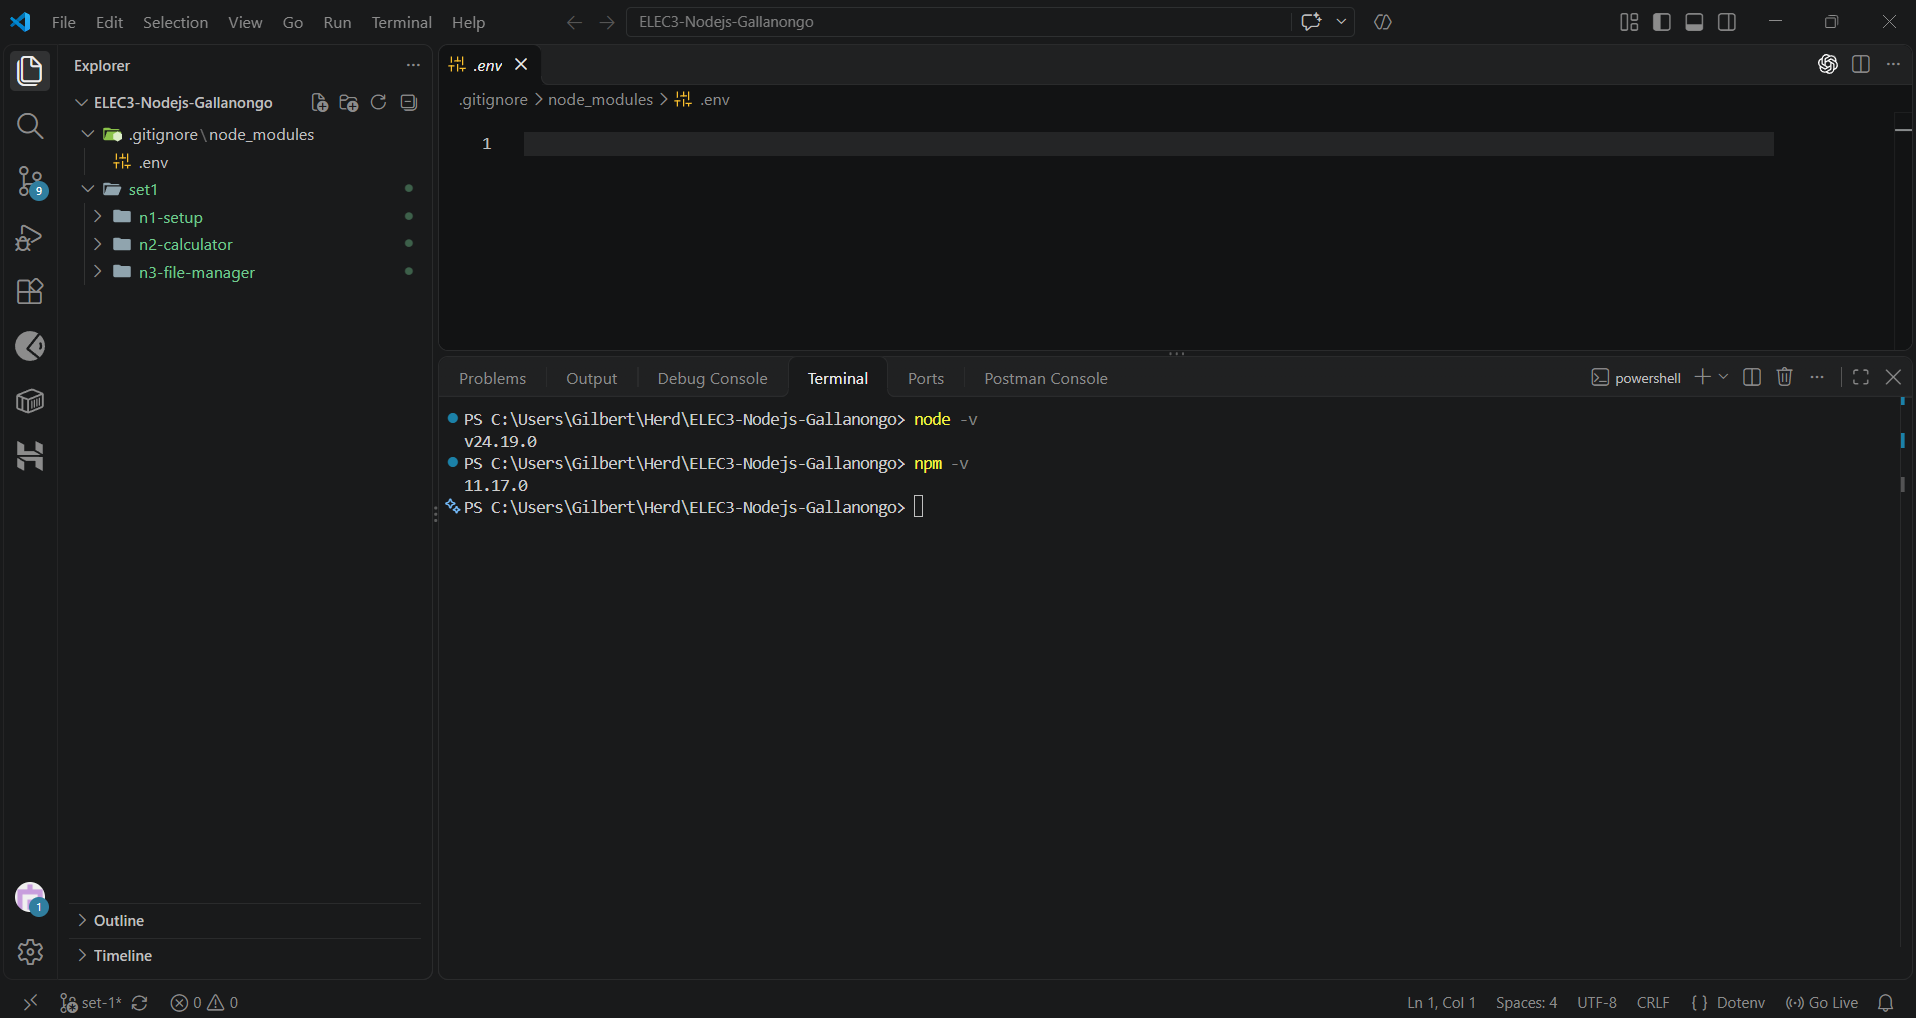 File Edit Selection View Go Run Terminal Help
ELEC3-Nodejs-Gallanongo
Explorer
ELEC3-Nodejs-Gallanongo
.gitignore\node_modules
.env
set1
n1-setup
n2-calculator
n3-file-manager
9
1
Outline
Timeline
.env
.gitignore > node_modules > .env
1
Problems Output Debug Console Terminal Ports Postman Console
powershell
PS C:\Users\Gilbert\Herd\ELEC3-Nodejs-Gallanongo> node -v
v24.19.0
PS C:\Users\Gilbert\Herd\ELEC3-Nodejs-Gallanongo> npm -v
11.17.0
PS C:\Users\Gilbert\Herd\ELEC3-Nodejs-Gallanongo>
set-1* 0 0
Ln 1, Col 1 Spaces: 4 UTF-8 CRLF { } Dotenv Go Live